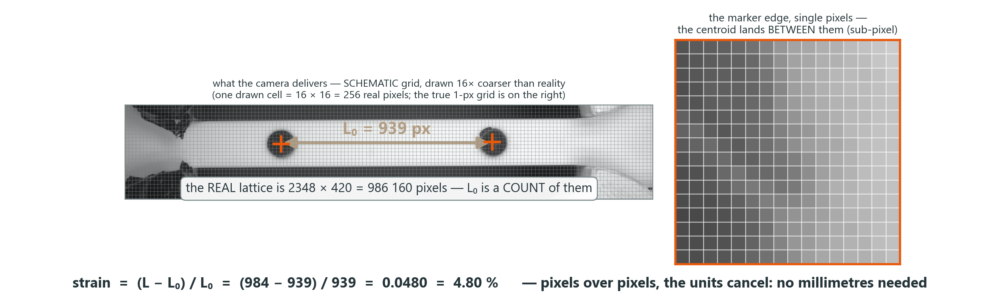 the marker edge, single pixels —
the centroid lands BETWEEN them (sub-pixel)
what the camera delivers — SCHEMATIC grid, drawn 16× coarser than reality
(one drawn cell = 16 × 16 = 256 real pixels; the true 1-px grid is on the right)
L₀ = 939 px
the REAL lattice is 2348 × 420 = 986 160 pixels — L₀ is a COUNT of them
strain = (L − L₀) / L₀ = (984 − 939) / 939 = 0.0480 = 4.80 % — pixels over pixels, the units cancel: no millimetres needed